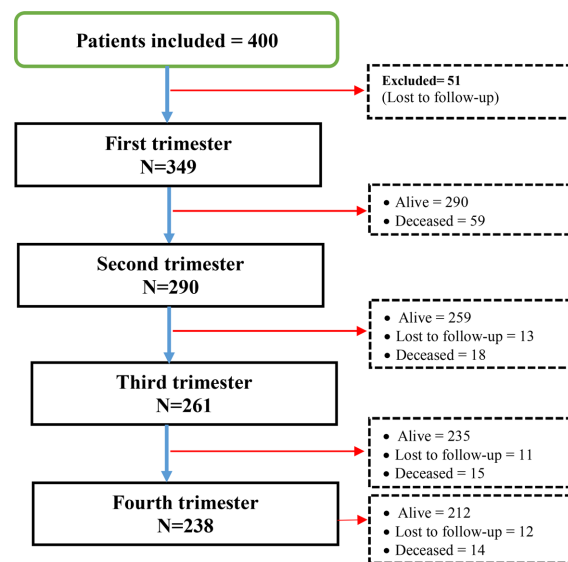 Patients included = 400
Excluded= 51
(Lost to follow-up)
First trimester
N=349
• Alive = 290
• Deceased = 59
Second trimester
N=290
• Alive = 259
• Lost to follow-up = 13
• Deceased = 18
Third trimester
N=261
• Alive = 235
• Lost to follow-up = 11
• Deceased = 15
Fourth trimester
N=238
• Alive = 212
• Lost to follow-up = 12
• Deceased = 14